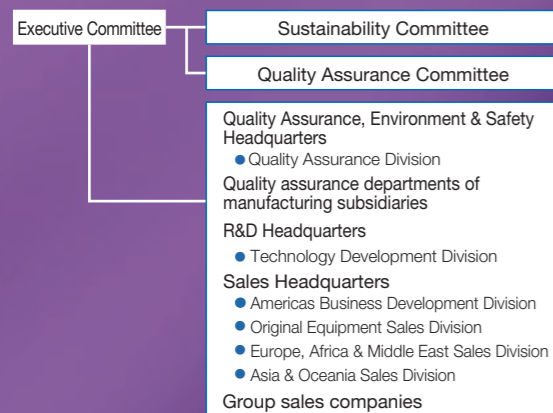 Executive Committee
Sustainability Committee
Quality Assurance Committee
Quality Assurance, Environment & Safety
Headquarters
● Quality Assurance Division
Quality assurance departments of
manufacturing subsidiaries
R&D Headquarters
● Technology Development Division
Sales Headquarters
● Americas Business Development Division
● Original Equipment Sales Division
● Europe, Africa & Middle East Sales Division
● Asia & Oceania Sales Division
Group sales companies